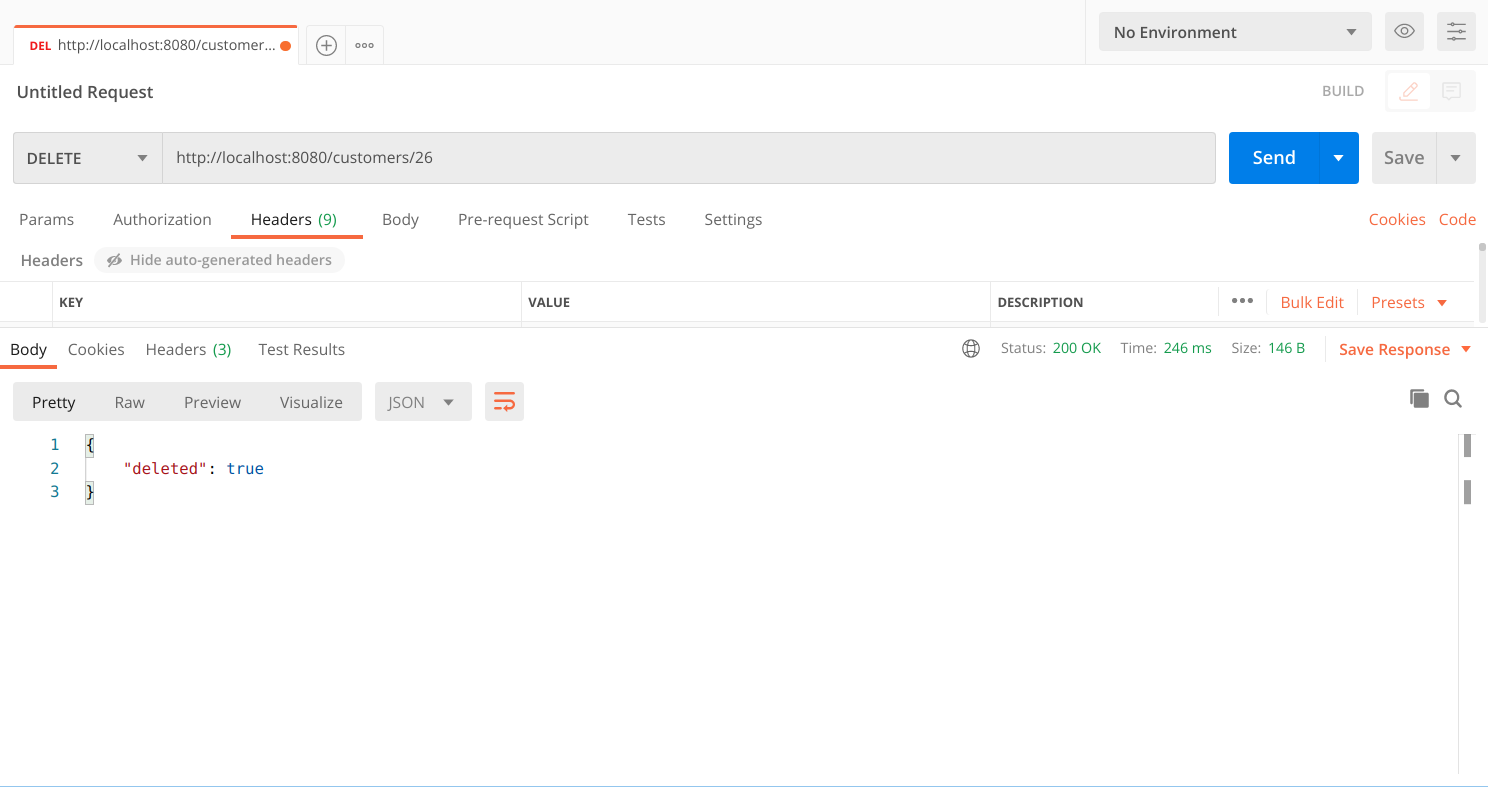 DEL http://localhost:8080/customer...
No Environment
Untitled Request
BUILD
DELETE http://localhost:8080/customers/26 Send Save
Params Authorization Headers (9) Body Pre-request Script Tests Settings Cookies Code
Headers Hide auto-generated headers
KEY VALUE DESCRIPTION ••• Bulk Edit Presets
Body Cookies Headers (3) Test Results Status: 200 OK Time: 246 ms Size: 146 B Save Response
Pretty Raw Preview Visualize JSON
1 {
2 "deleted": true
3 }